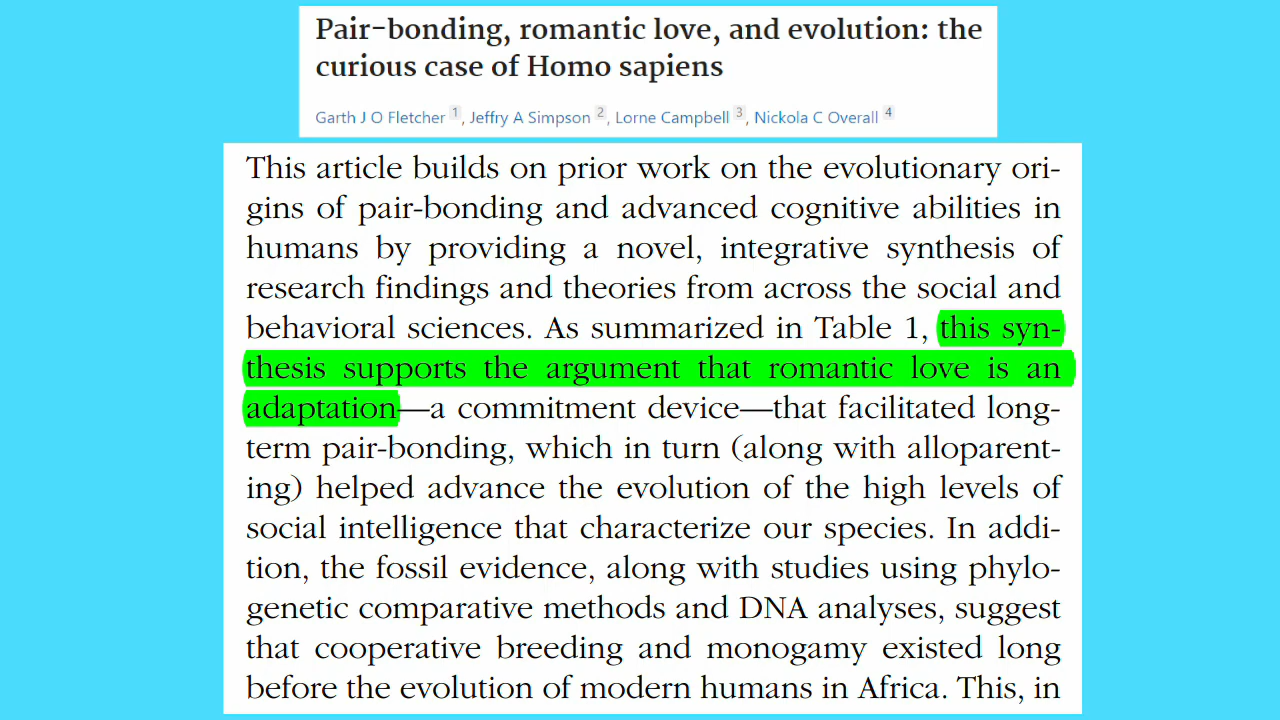 Pair-bonding, romantic love, and evolution: the
curious case of Homo sapiens
Garth J O Fletcher 1, Jeffry A Simpson 2, Lorne Campbell 3, Nickola C Overall 4
This article builds on prior work on the evolutionary ori-
gins of pair-bonding and advanced cognitive abilities in
humans by providing a novel, integrative synthesis of
research findings and theories from across the social and
behavioral sciences. As summarized in Table 1, this syn-
thesis supports the argument that romantic love is an
adaptation—a commitment device—that facilitated long-
term pair-bonding, which in turn (along with alloparent-
ing) helped advance the evolution of the high levels of
social intelligence that characterize our species. In addi-
tion, the fossil evidence, along with studies using phylo-
genetic comparative methods and DNA analyses, suggest
that cooperative breeding and monogamy existed long
before the evolution of modern humans in Africa. This, in